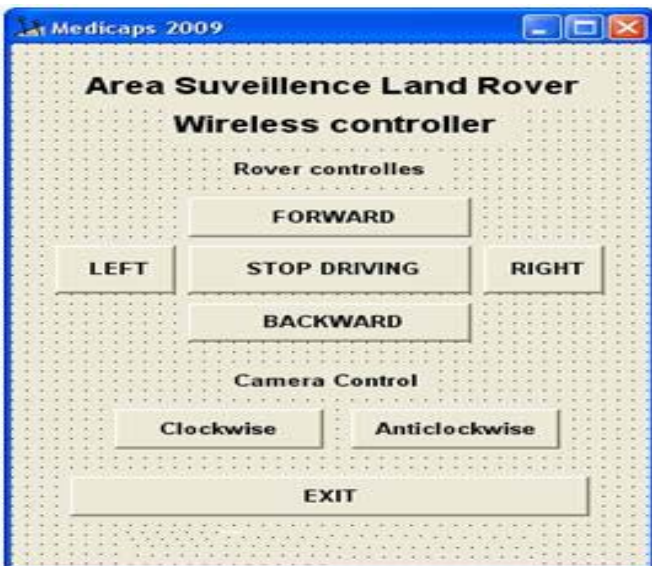 Medicaps 2009
Area Suveillence Land Rover
Wireless controller
Rover controlles
FORWARD
LEFT STOP DRIVING RIGHT
BACKWARD
Camera Control
Clockwise Anticlockwise
EXIT